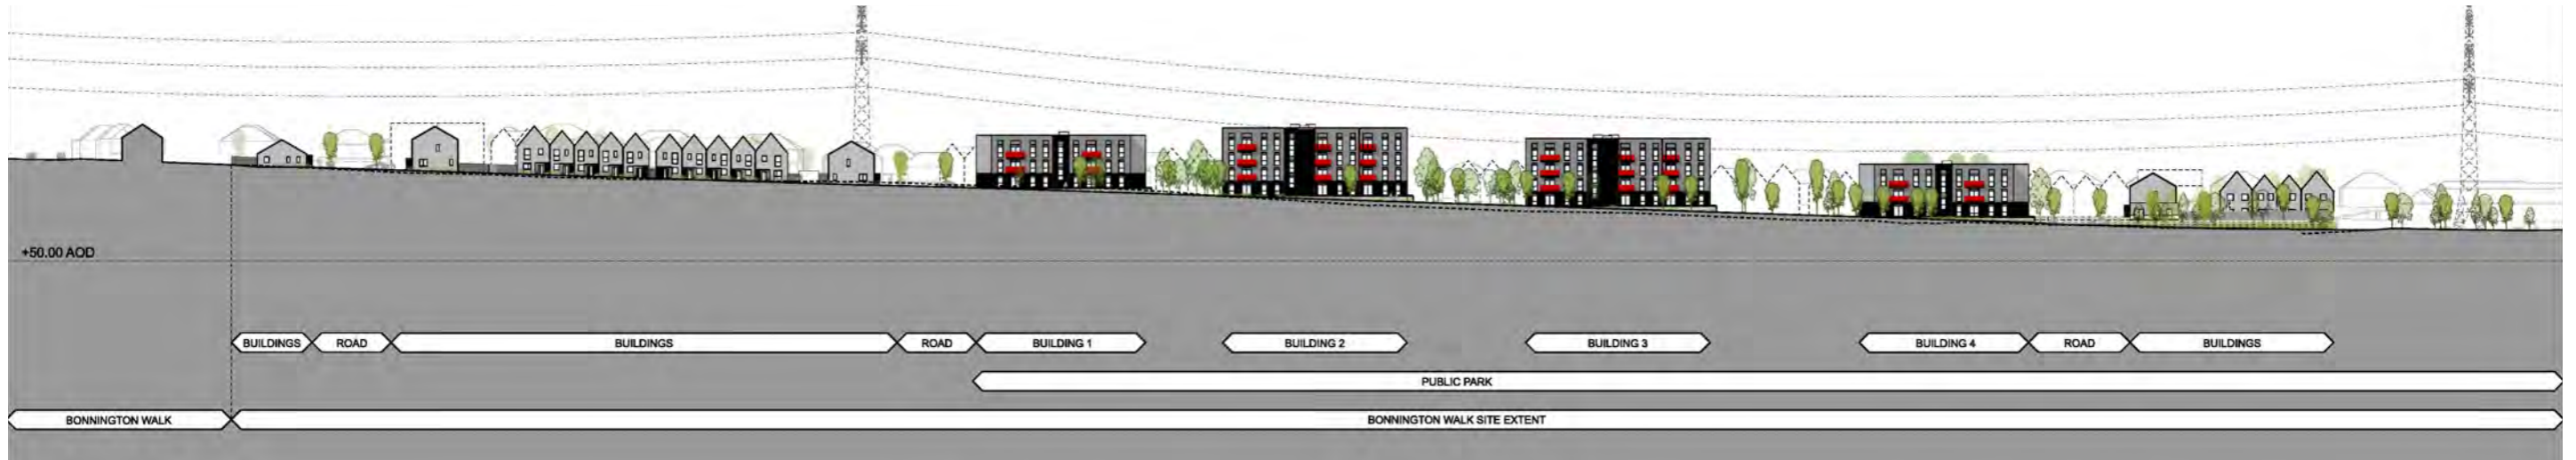 +50.00 AOD
BUILDINGS
ROAD
BUILDINGS
ROAD
BUILDING 1
BUILDING 2
BUILDING 3
BUILDING 4
ROAD
BUILDINGS
PUBLIC PARK
BONNINGTON WALK
BONNINGTON WALK SITE EXTENT